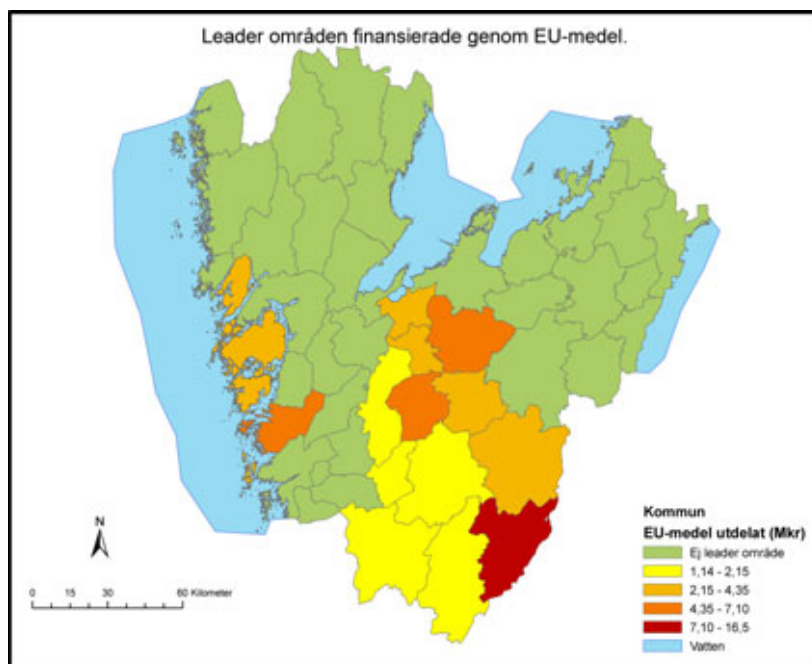 Leader områden finansierade genom EU-medel.
N
0 15 30 60 Kilometer
Kommun
EU-medel utdelat (Mkr)
Ej leader område
1,14 - 2,15
2,15 - 4,35
4,35 - 7,10
7,10 - 16,5
Vatten